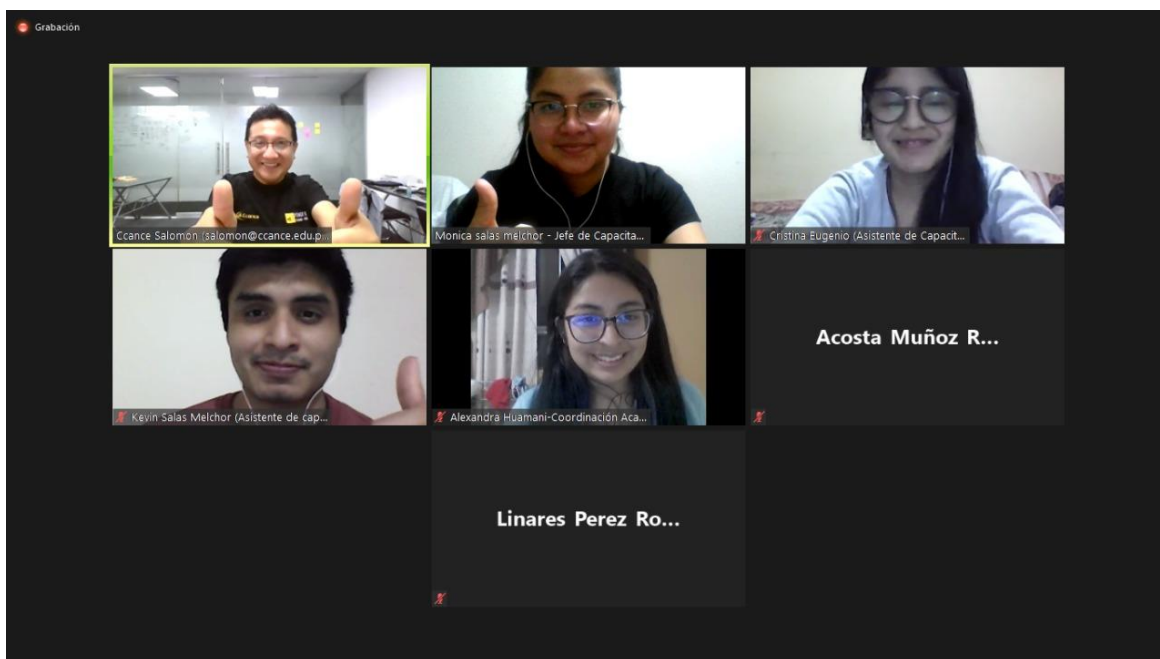 Grabación
Ccance Salomón (salomon@ccance.edu.p...
Monica salas melchor - Jefe de Capacita...
Cristina Eugenio (Asistente de Capacit...
Kevin Salas Melchor (Asistente de cap...
Alexandra Huamani-Coordinación Aca...
Acosta Muñoz R...
Linares Perez Ro...